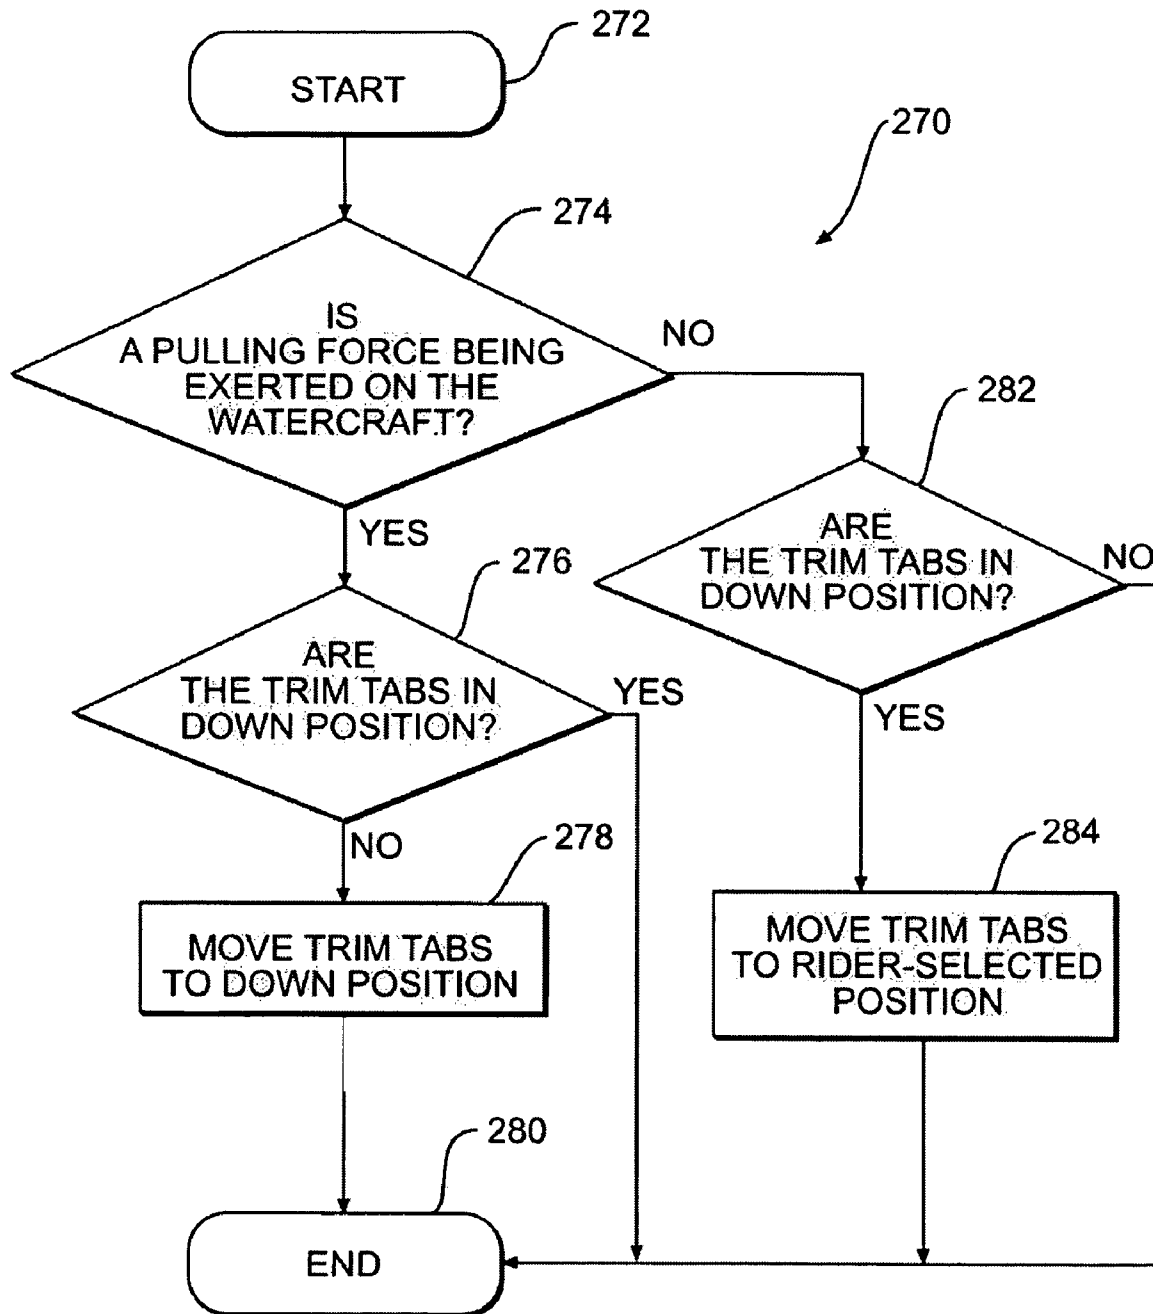 272
START
270
274
IS
A PULLING FORCE BEING
EXERTED ON THE
WATERCRAFT?
NO
282
YES
ARE
THE TRIM TABS IN
DOWN POSITION?
NO
276
ARE
THE TRIM TABS IN
DOWN POSITION?
YES
YES
NO
278
284
MOVE TRIM TABS
TO DOWN POSITION
MOVE TRIM TABS
TO RIDER-SELECTED
POSITION
280
END